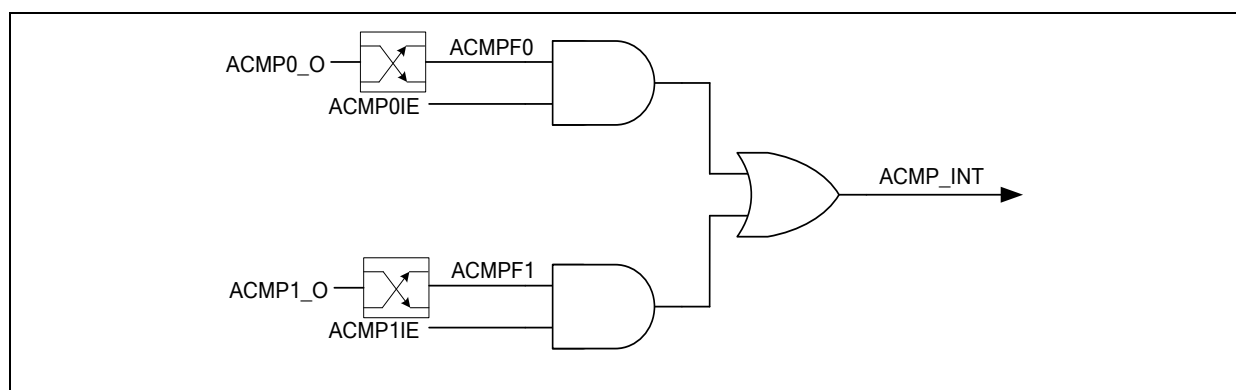 ACMP0_O
ACMPF0
ACMP0IE
ACMP_INT
ACMP1_O
ACMPF1
ACMP1IE